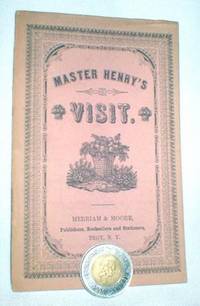 MASTER HENRY'S
VISIT.
MERRIAM & MOORE,
Publishers, Booksellers and Stationers,
TROY, N. Y.